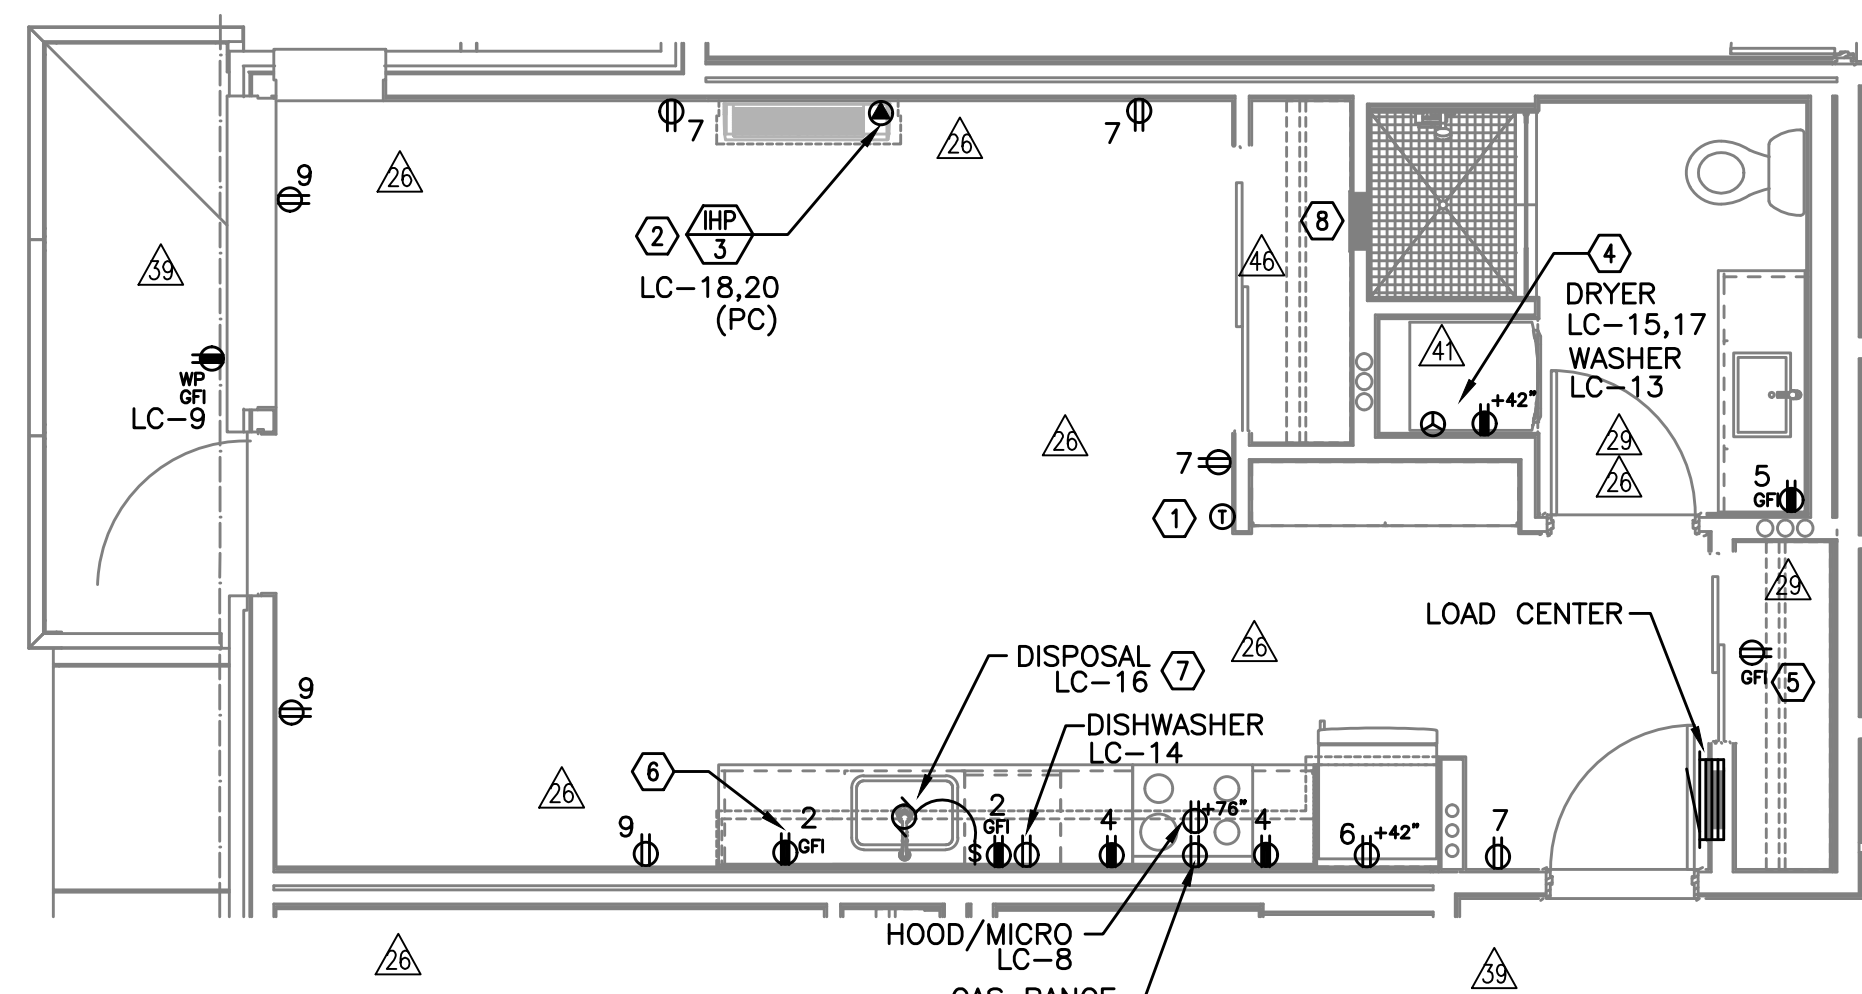 7
7
26
26
9
2
IHP
3
LC-18,20
(PC)
8
46
39
4
DRYER
LC-15,17
WASHER
LC-13
41
+42"
WP
GFI
LC-9
26
29
26
7
5
GFI
1
T
29
LOAD CENTER
26
GFI
5
DISPOSAL
LC-16
7
9
DISHWASHER
LC-14
6
26
9
2
GFI
$
2
GFI
4
+76"
4
6
+42"
7
HOOD/MICRO
LC-8
26
39
GAS RANGE